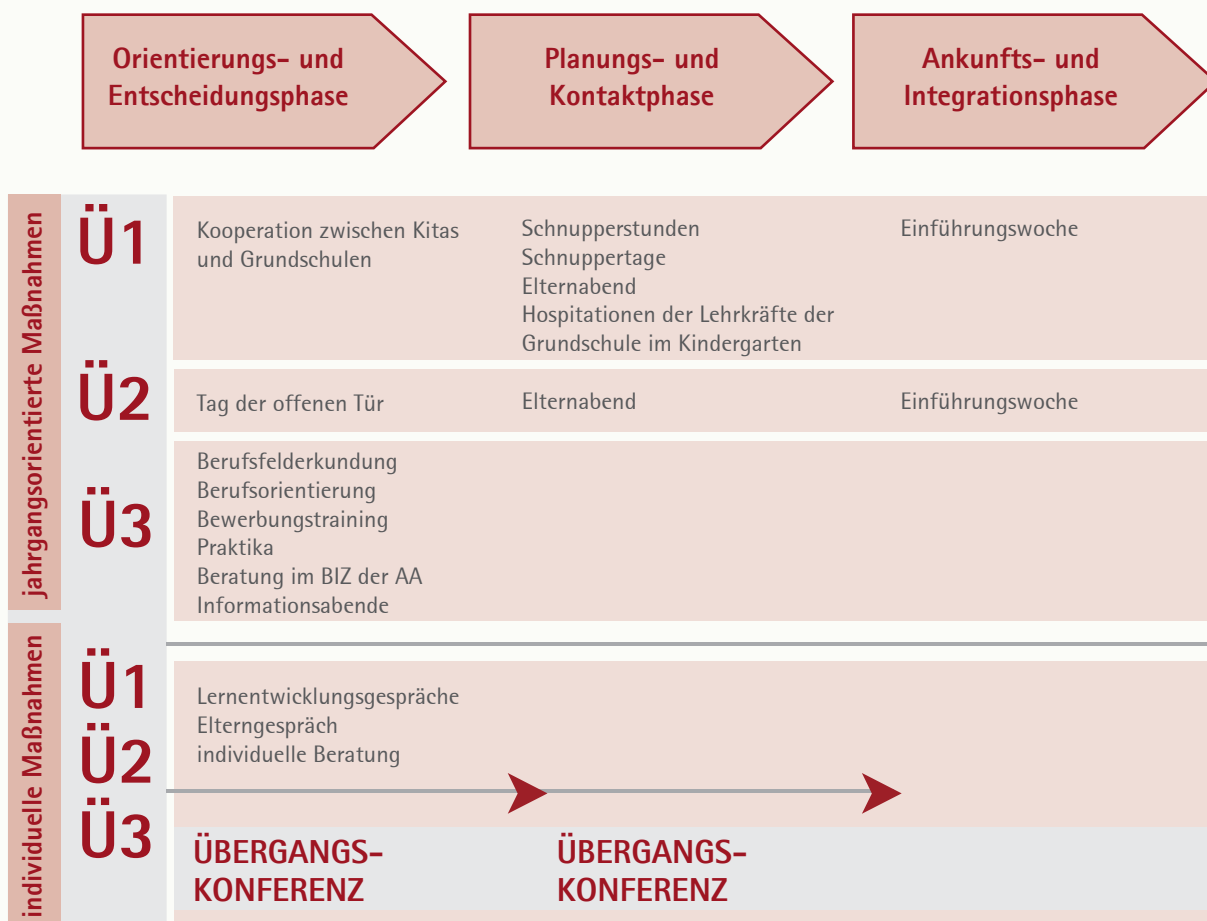 Orientierungs- und
Entscheidungsphase
Planungs- und
Kontaktphase
Ankunfts- und
Integrationsphase
jahrgangsorientierte Maßnahmen
Ü1
Kooperation zwischen Kitas
und Grundschulen
Schnupperstunden
Schnuppertage
Elternabend
Hospitationen der Lehrkräfte der
Grundschule im Kindergarten
Einführungswoche
Ü2
Tag der offenen Tür
Elternabend
Einführungswoche
Ü3
Berufsfelderkundung
Berufsorientierung
Bewerbungstraining
Praktika
Beratung im BIZ der AA
Informationsabende
individuelle Maßnahmen
Ü1
Ü2
Ü3
Lernentwicklungsgespräche
Elterngespräch
individuelle Beratung
ÜBERGANGS-
KONFERENZ
ÜBERGANGS-
KONFERENZ